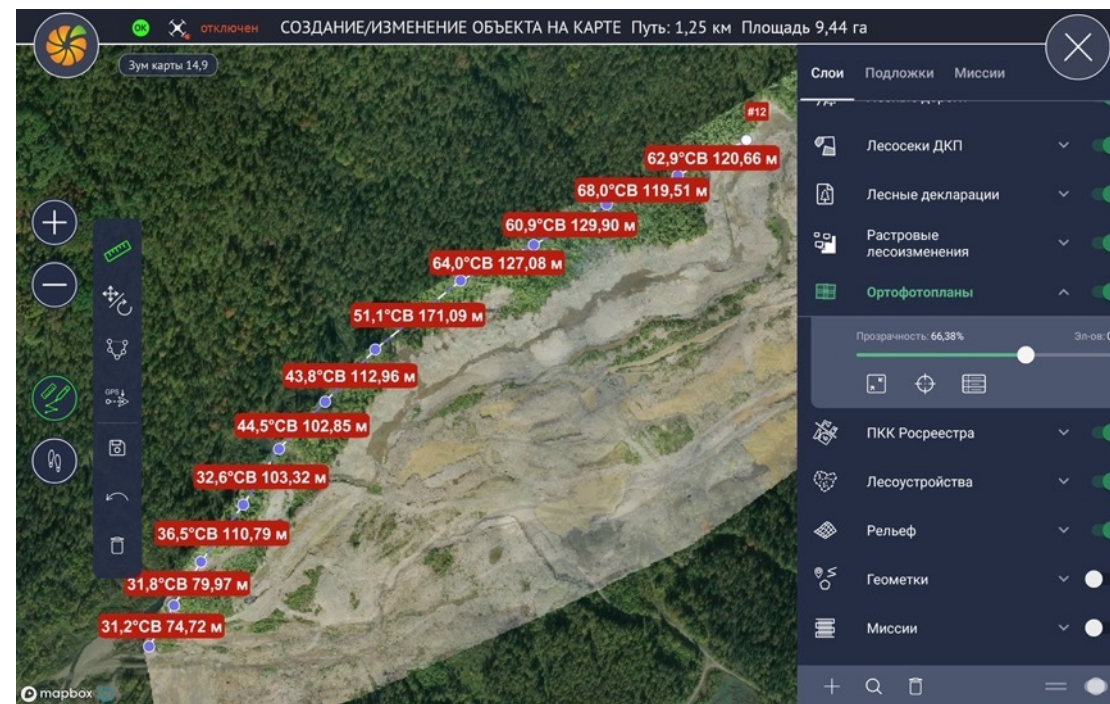 OK отключен СОЗДАНИЕ/ИЗМЕНЕНИЕ ОБЪЕКТА НА КАРТЕ Путь: 1,25 км Площадь 9,44 га
Зум карты 14,9
#12
62,9°СВ 120,66 м
68,0°СВ 119,51 м
60,9°СВ 129,90 м
64,0°СВ 127,08 м
51,1°СВ 171,09 м
43,8°СВ 112,96 м
44,5°СВ 102,85 м
32,6°СВ 103,32 м
36,5°СВ 110,79 м
31,8°СВ 79,97 м
31,2°СВ 74,72 м
GPS
mapbox
Слои Подложки Миссии
Лесосеки ДКП
Лесные декларации
Растровые
лесоизменения
Ортофотопланы
Прозрачность: 66,38% Эл-ов:
ПКК Росреестра
Лесоустройства
Рельеф
Геометки
Миссии